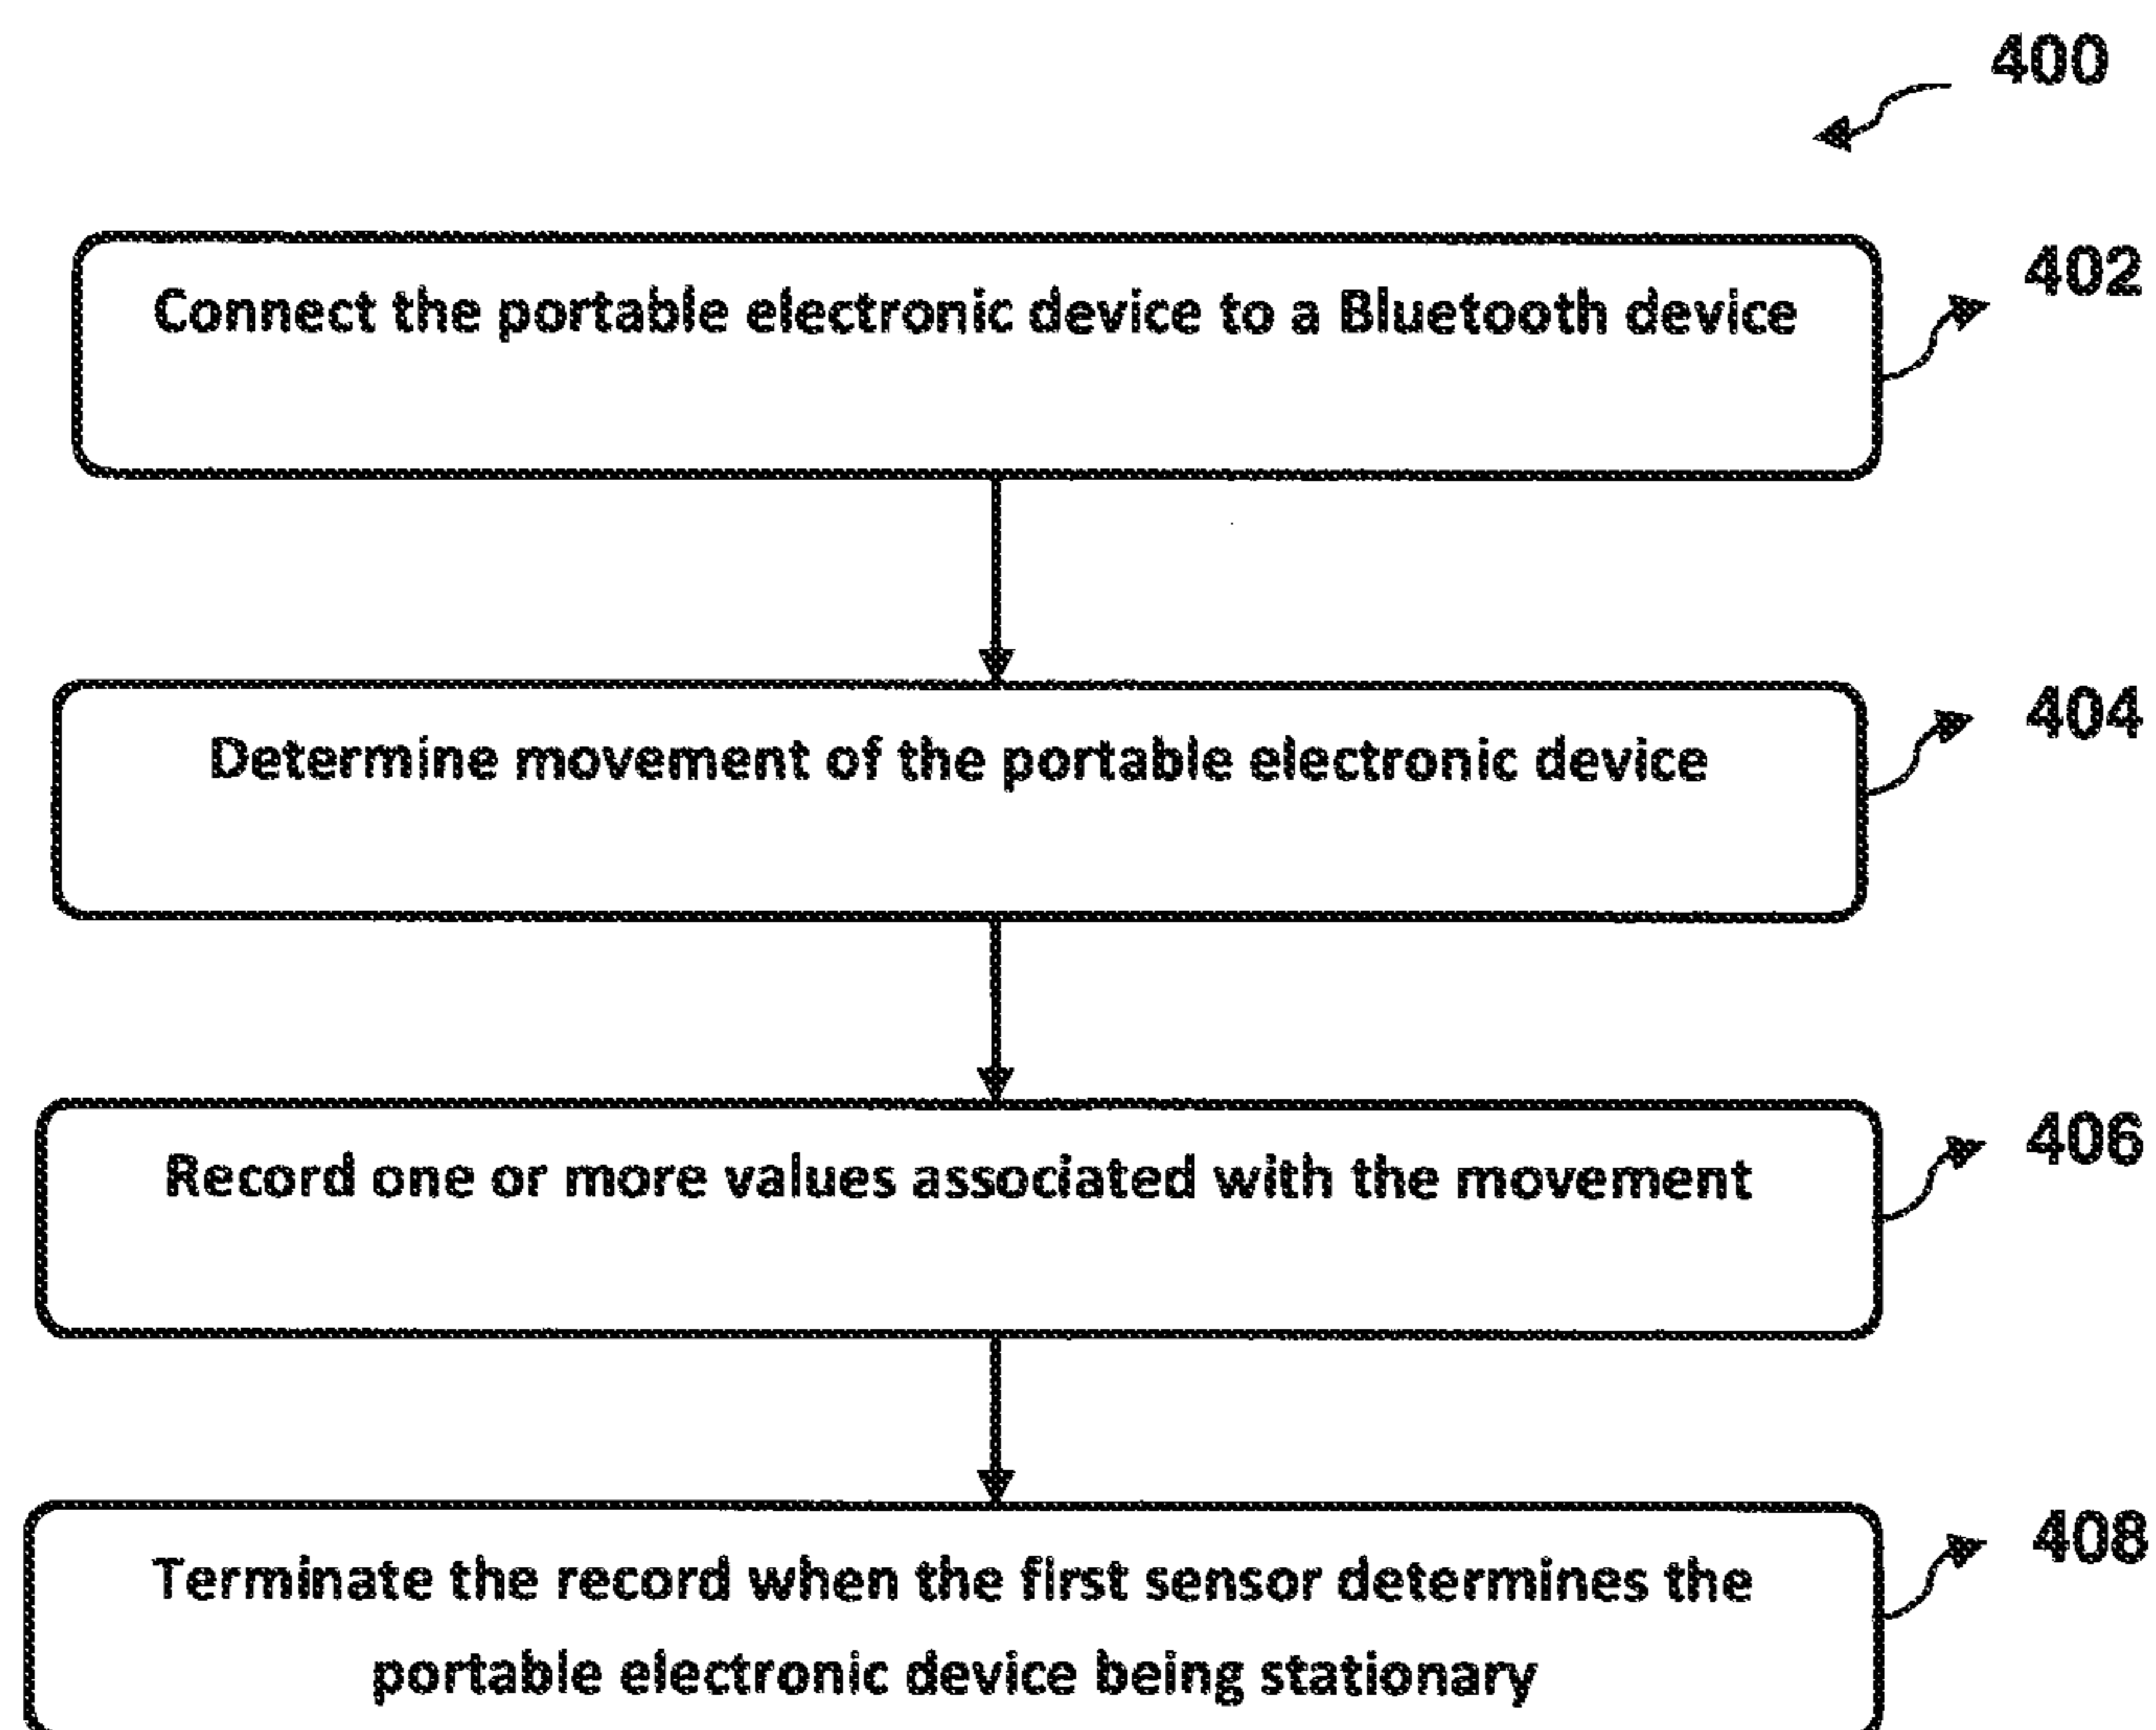 400
Connect the portable electronic device to a Bluetooth device
402
Determine movement of the portable electronic device
404
Record one or more values associated with the movement
406
Terminate the record when the first sensor determines the
portable electronic device being stationary
408